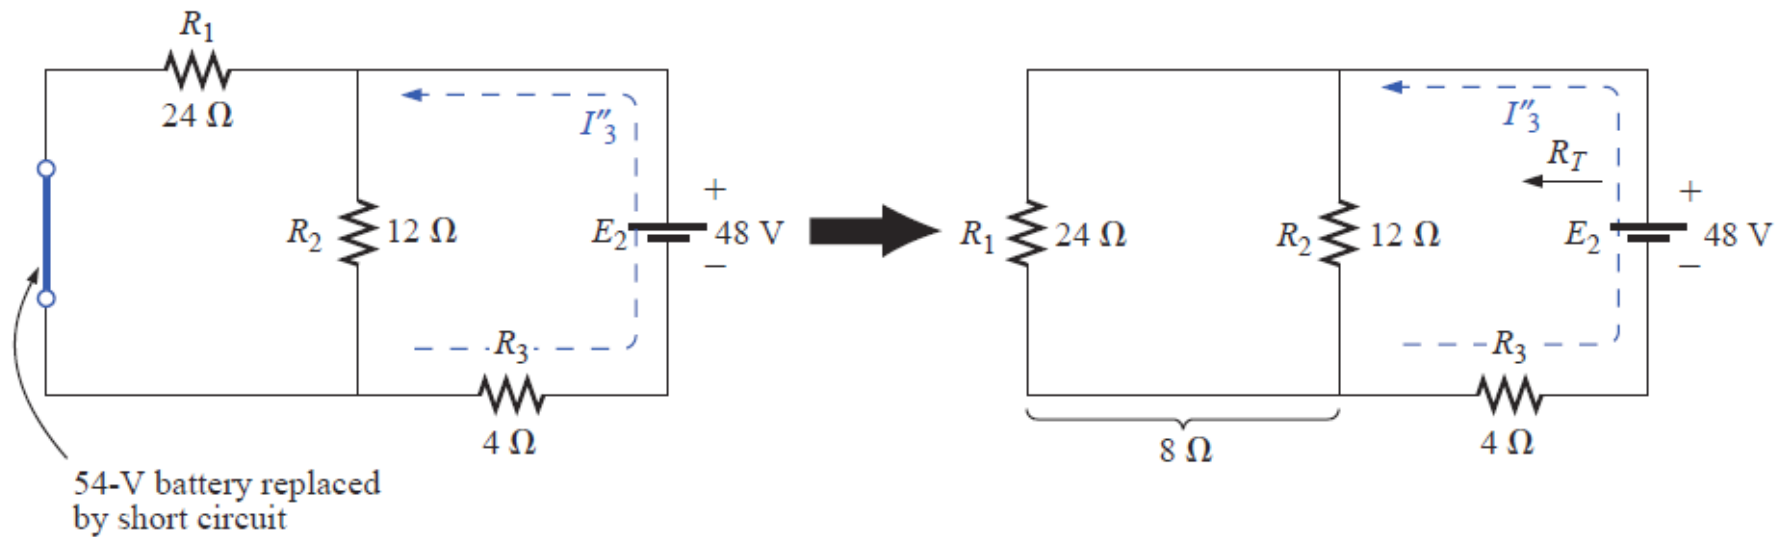 R₁
24 Ω
I″₃
R₂
12 Ω
E₂
+
48 V
−
R₃
4 Ω
54-V battery replaced
by short circuit
I″₃
R_T
R₁
24 Ω
R₂
12 Ω
E₂
+
48 V
−
R₃
8 Ω
4 Ω